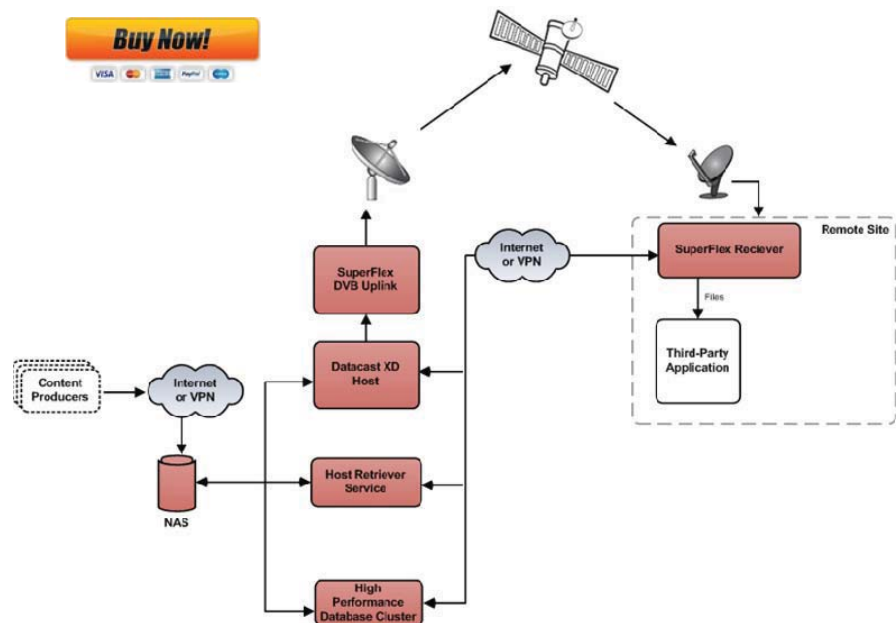 Buy Now!
VISA
PayPal
SuperFlex
DVB Uplink
Internet
or VPN
Remote Site
SuperFlex Reciever
Files
Third-Party
Application
Datacast XD
Host
Content
Producers
Internet
or VPN
Host Retriever
Service
NAS
High
Performance
Database Cluster